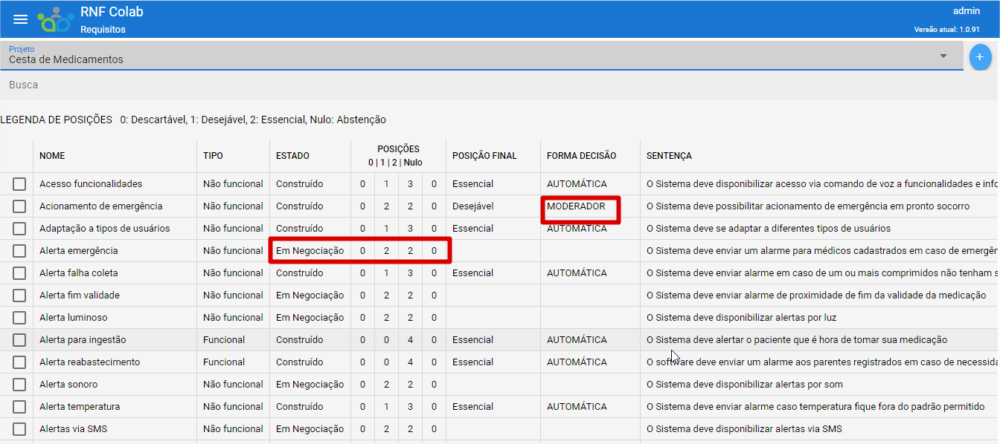 RNF Colab
Requisitos
admin
Versão atual: 1.0.91
Projeto
Cesta de Medicamentos
+
Busca
LEGENDA DE POSIÇÕES 0: Descartável, 1: Desejável, 2: Essencial, Nulo: Abstenção
NOME TIPO ESTADO POSIÇÕES 0 | 1 | 2 | Nulo POSIÇÃO FINAL FORMA DECISÃO SENTENÇA
Acesso funcionalidades Não funcional Construído 0 1 3 0 Essencial AUTOMÁTICA O Sistema deve disponibilizar acesso via comando de voz a funcionalidades e info
Acionamento de emergência Não funcional Construído 0 2 2 0 Desejável MODERADOR O Sistema deve possibilitar acionamento de emergência em pronto socorro
Adaptação a tipos de usuários Não funcional Construído 0 1 3 0 Essencial AUTOMÁTICA O Sistema deve se adaptar a diferentes tipos de usuários
Alerta emergência Não funcional Em Negociação 0 2 2 0 O Sistema deve enviar um alarme para médicos cadastrados em caso de emergên
Alerta falha coleta Não funcional Construído 0 1 3 0 Essencial AUTOMÁTICA O Sistema deve enviar alarme em caso de um ou mais comprimidos não tenham s
Alerta fim validade Não funcional Em Negociação 0 2 2 0 O Sistema deve enviar alarme de proximidade de fim da validade da medicação
Alerta luminoso Não funcional Em Negociação 0 2 2 0 O Sistema deve disponibilizar alertas por luz
Alerta para ingestão Funcional Construído 0 0 4 0 Essencial AUTOMÁTICA O Sistema deve alertar o paciente que é hora de tomar sua medicação
Alerta reabastecimento Funcional Construído 0 0 4 0 Essencial AUTOMÁTICA O software deve enviar um alarme aos parentes registrados em caso de necessida
Alerta sonoro Não funcional Em Negociação 0 2 2 0 O Sistema deve disponibilizar alertas por som
Alerta temperatura Não funcional Construído 0 1 3 0 Essencial AUTOMÁTICA O Sistema deve enviar alarme caso temperatura fique fora do padrão permitido
Alertas via SMS Não funcional Em Negociação 0 2 2 0 O Sistema deve disponibilizar alertas via SMS